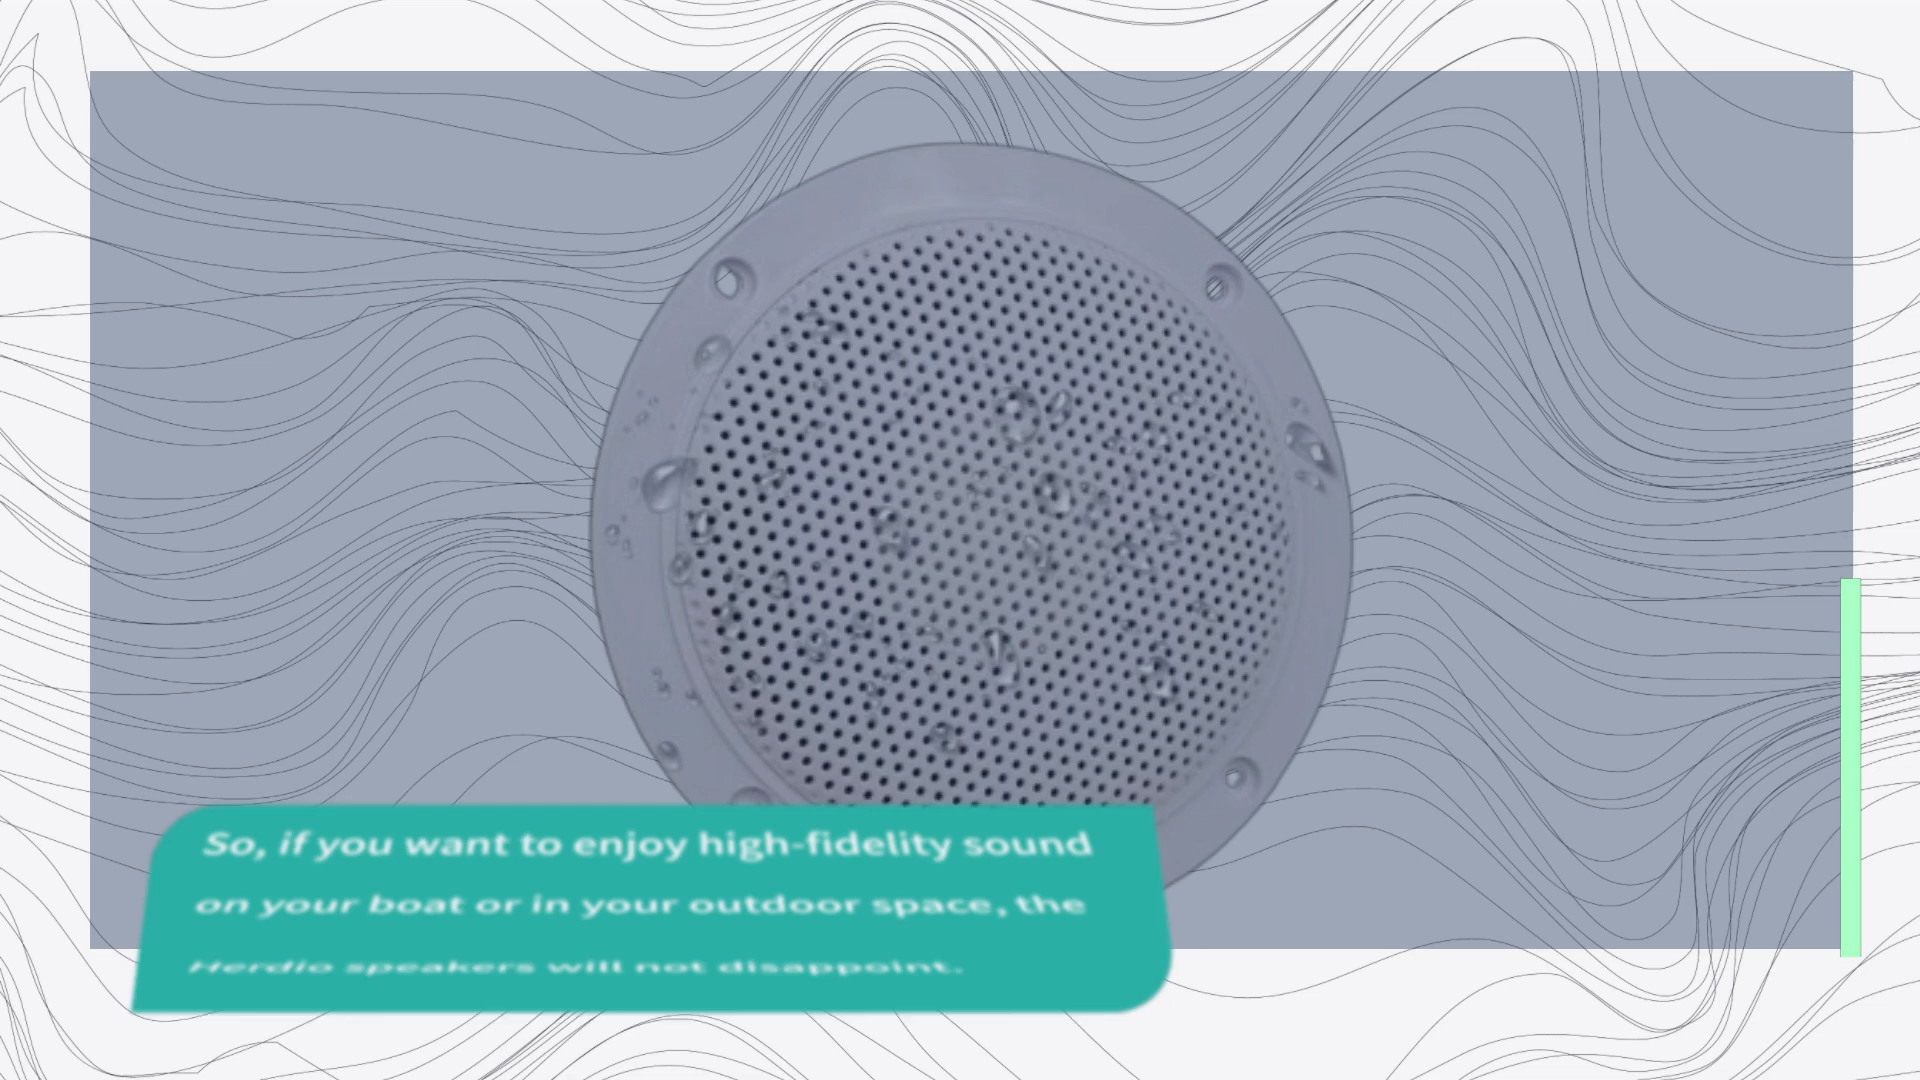 So, if you want to enjoy high-fidelity sound
on your boat or in your outdoor space, the
Herdio speakers will not disappoint.